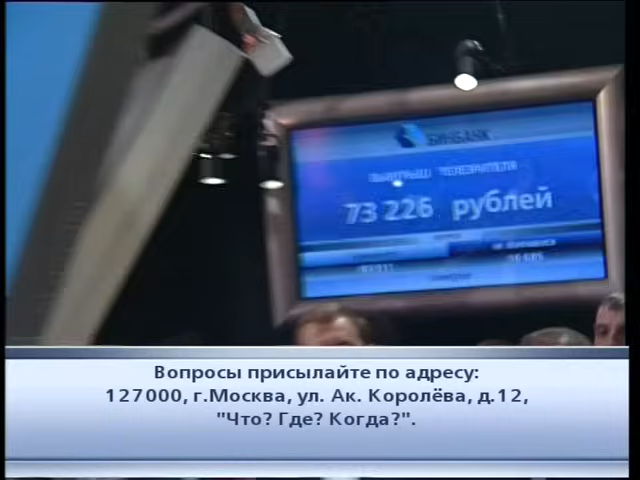 БИНБАНК
ВЫИГРЫШ ТЕЛЕЗРИТЕЛЯ
73 226 рублей
Вопросы присылайте по адресу:
127000, г.Москва, ул. Ак. Королёва, д.12,
"Что? Где? Когда?".